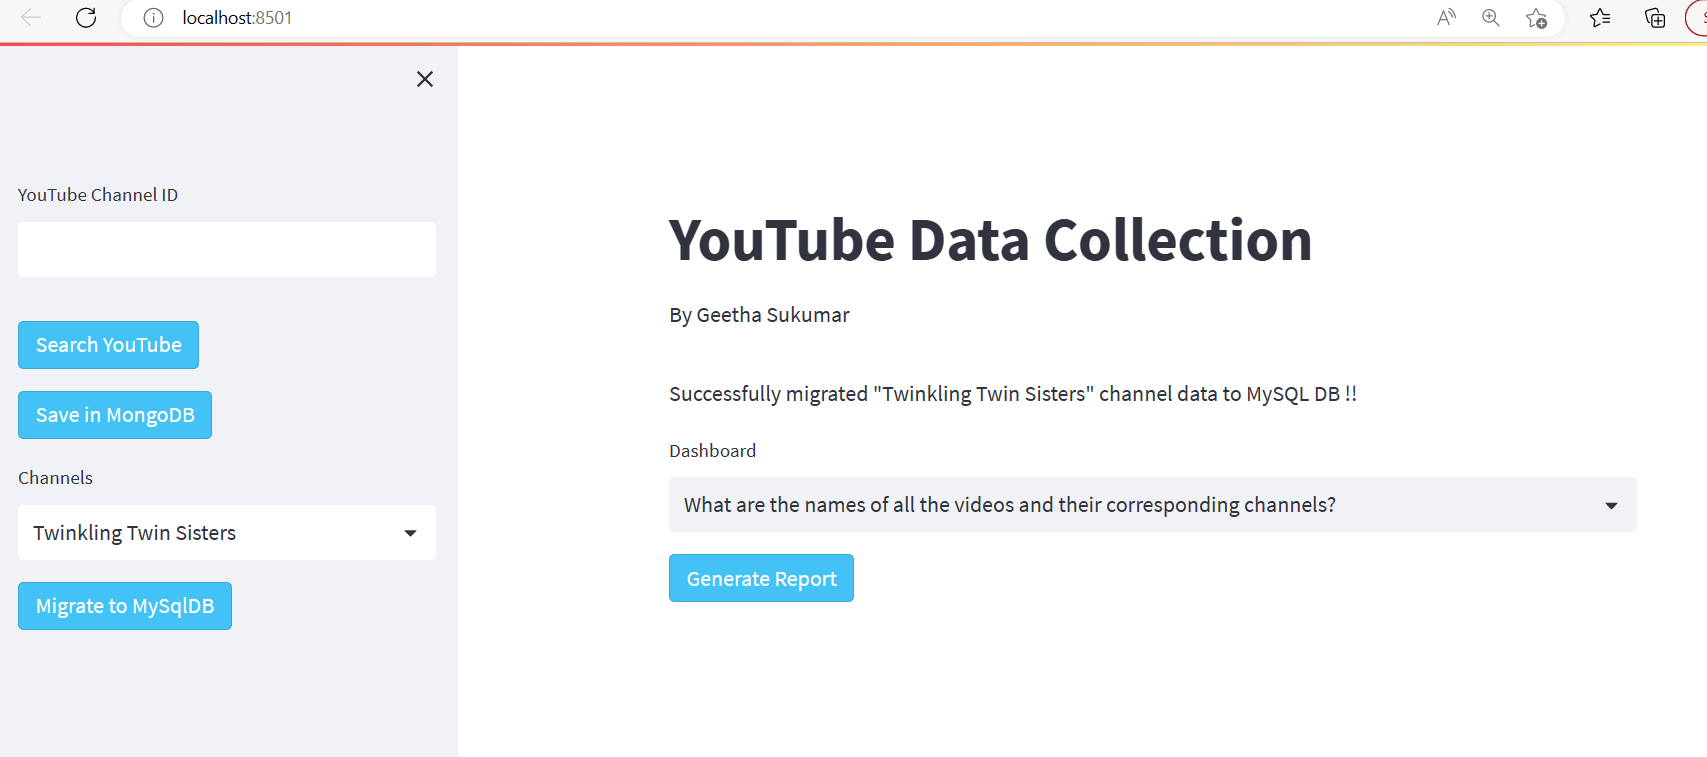 localhost:8501
YouTube Channel ID
Search YouTube
Save in MongoDB
Channels
Twinkling Twin Sisters
Migrate to MySqlDB
YouTube Data Collection
By Geetha Sukumar
Successfully migrated "Twinkling Twin Sisters" channel data to MySQL DB !!
Dashboard
What are the names of all the videos and their corresponding channels?
Generate Report